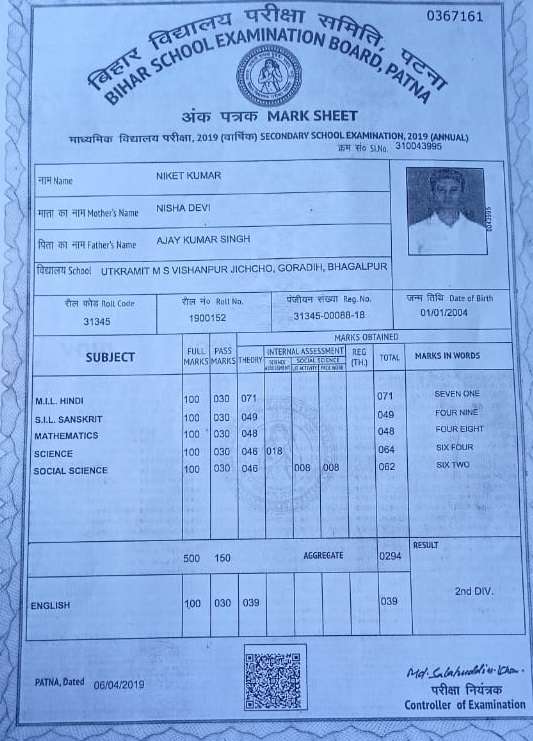 0367161
बिहार विद्यालय परीक्षा समिति, पटना
BIHAR SCHOOL EXAMINATION BOARD, PATNA
अंक पत्रक MARK SHEET
माध्यमिक विद्यालय परीक्षा, 2019 (वार्षिक) SECONDARY SCHOOL EXAMINATION, 2019 (ANNUAL)
क्रम सं० Sl.No. 310043995
नाम Name NIKET KUMAR
माता का नाम Mother's Name NISHA DEVI
पिता का नाम Father's Name AJAY KUMAR SINGH
विद्यालय School UTKRAMIT M S VISHANPUR JICHCHO, GORADIH, BHAGALPUR
रौल कोड Roll Code रौल नं० Roll No. पंजीयन संख्या Reg. No. जन्म तिथि Date of Birth
31345 1900152 31345-00088-18 01/01/2004
SUBJECT FULL MARKS PASS MARKS MARKS OBTAINED
THEORY INTERNAL ASSESSMENT REG (TH.) TOTAL MARKS IN WORDS
SOCIAL SCIENCE
M.I.L. HINDI 100 030 071 071 SEVEN ONE
S.I.L. SANSKRIT 100 030 049 049 FOUR NINE
MATHEMATICS 100 030 048 048 FOUR EIGHT
SCIENCE 100 030 046 018 064 SIX FOUR
SOCIAL SCIENCE 100 030 046 008 008 062 SIX TWO
500 150 AGGREGATE 0294 RESULT
2nd DIV.
ENGLISH 100 030 039 039
PATNA, Dated 06/04/2019
परीक्षा नियंत्रक
Controller of Examination